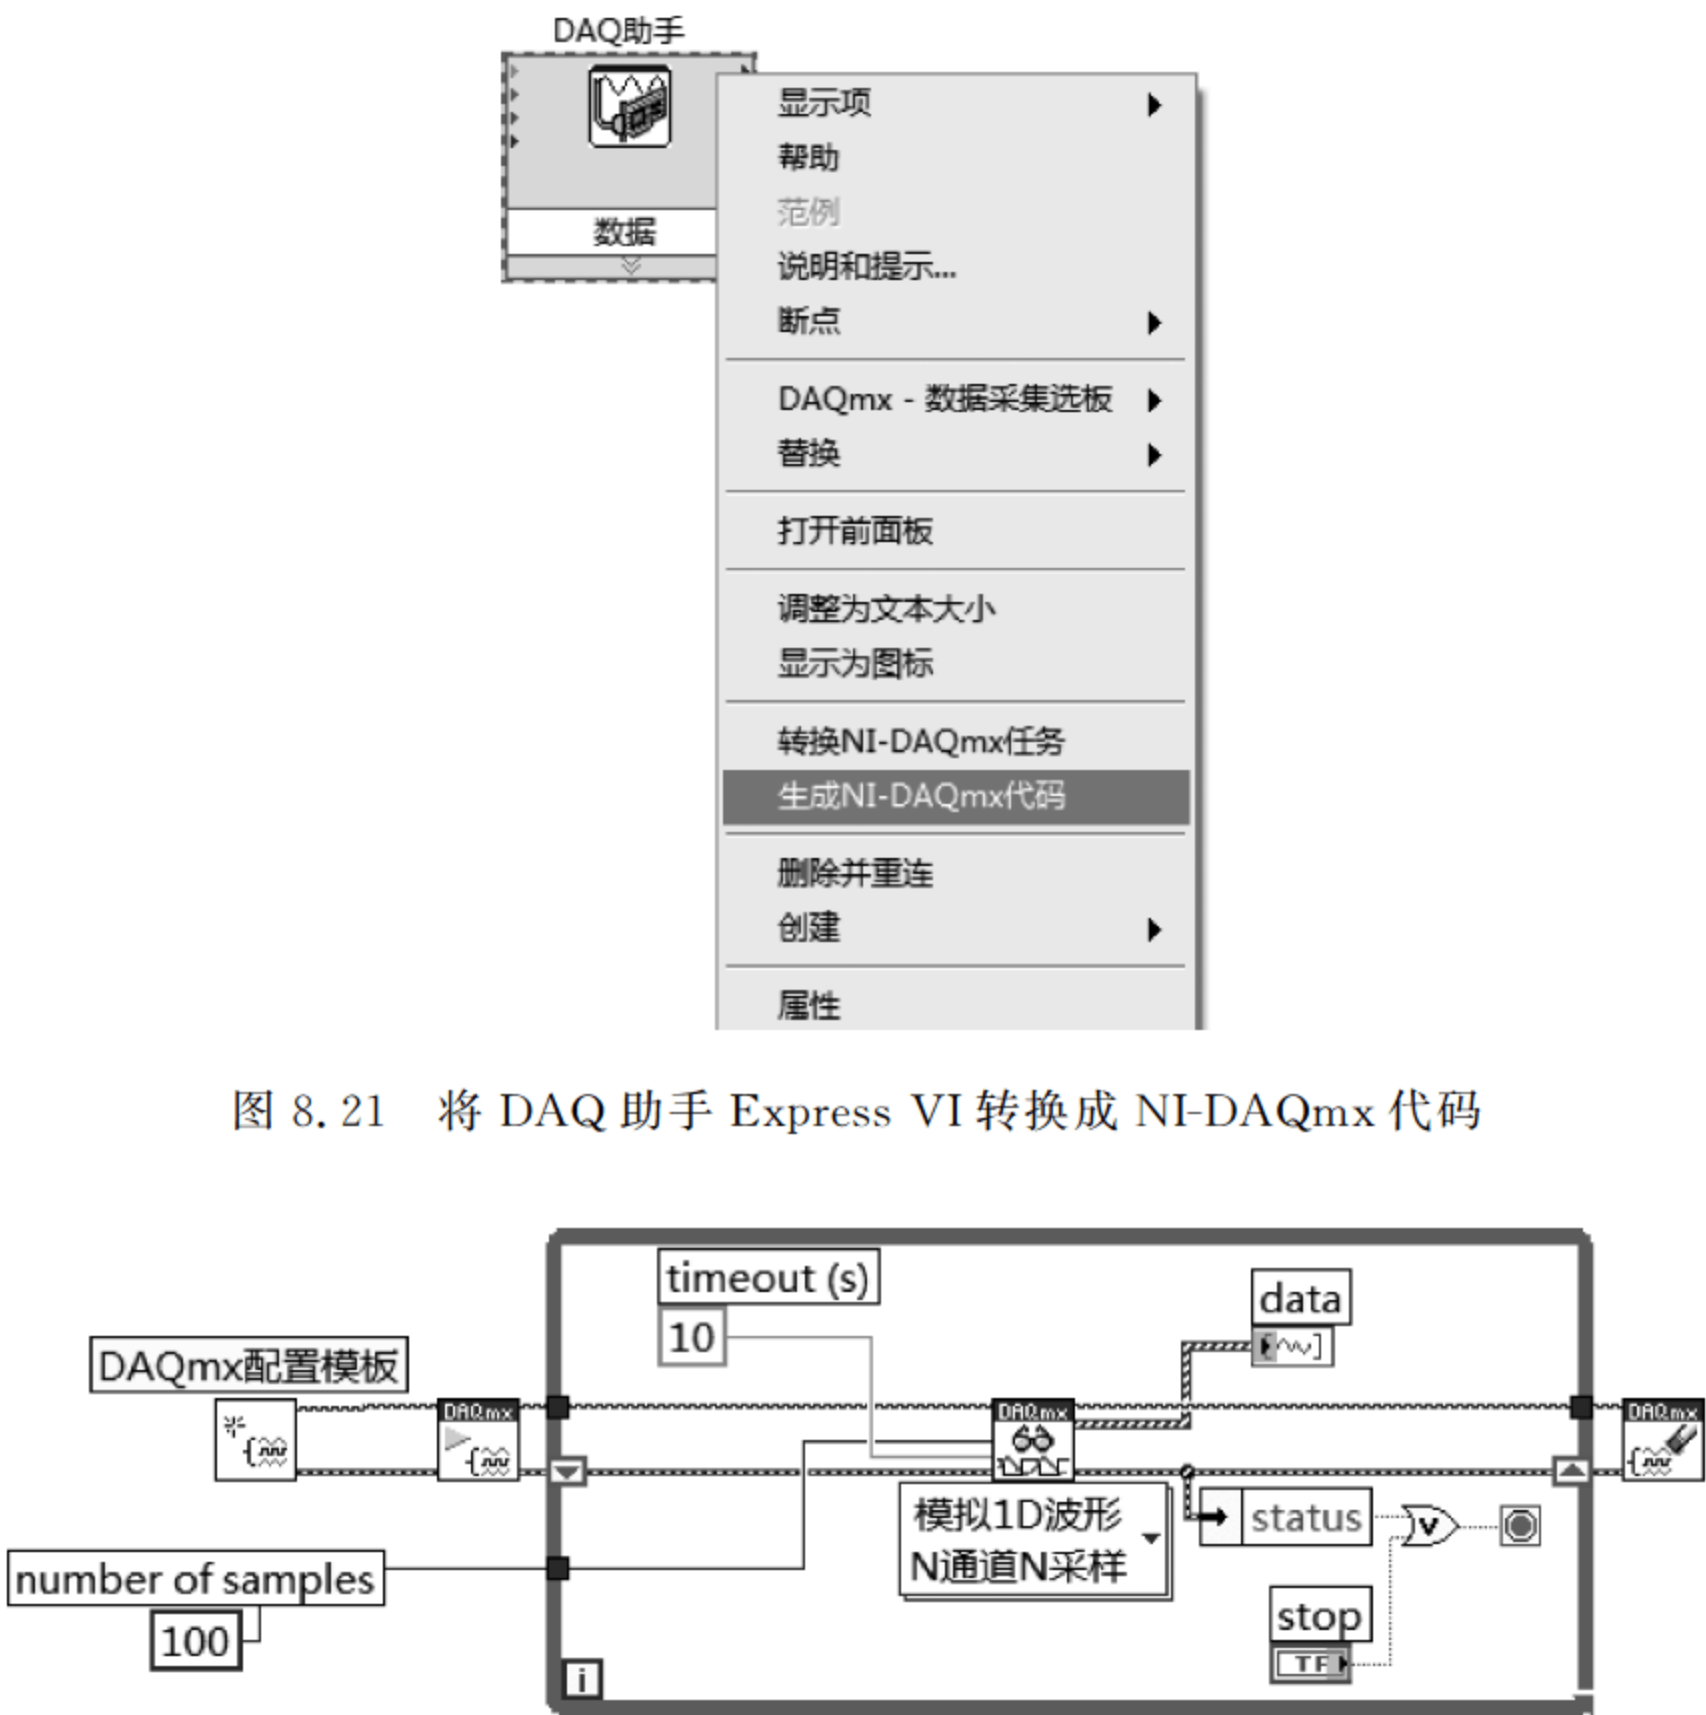 DAQ助手
数据
显示项
帮助
范例
说明和提示...
断点
DAQmx - 数据采集选板
替换
打开前面板
调整为文本大小
显示为图标
转换NI-DAQmx任务
生成NI-DAQmx代码
删除并重连
创建
属性
图 8.21 将 DAQ 助手 Express VI 转换成 NI-DAQmx 代码
timeout (s)
10
data
DAQmx配置模板
DAQmx
DAQmx
DAQmx
模拟1D波形
N通道N采样
status
v
number of samples
100
stop
TF
i